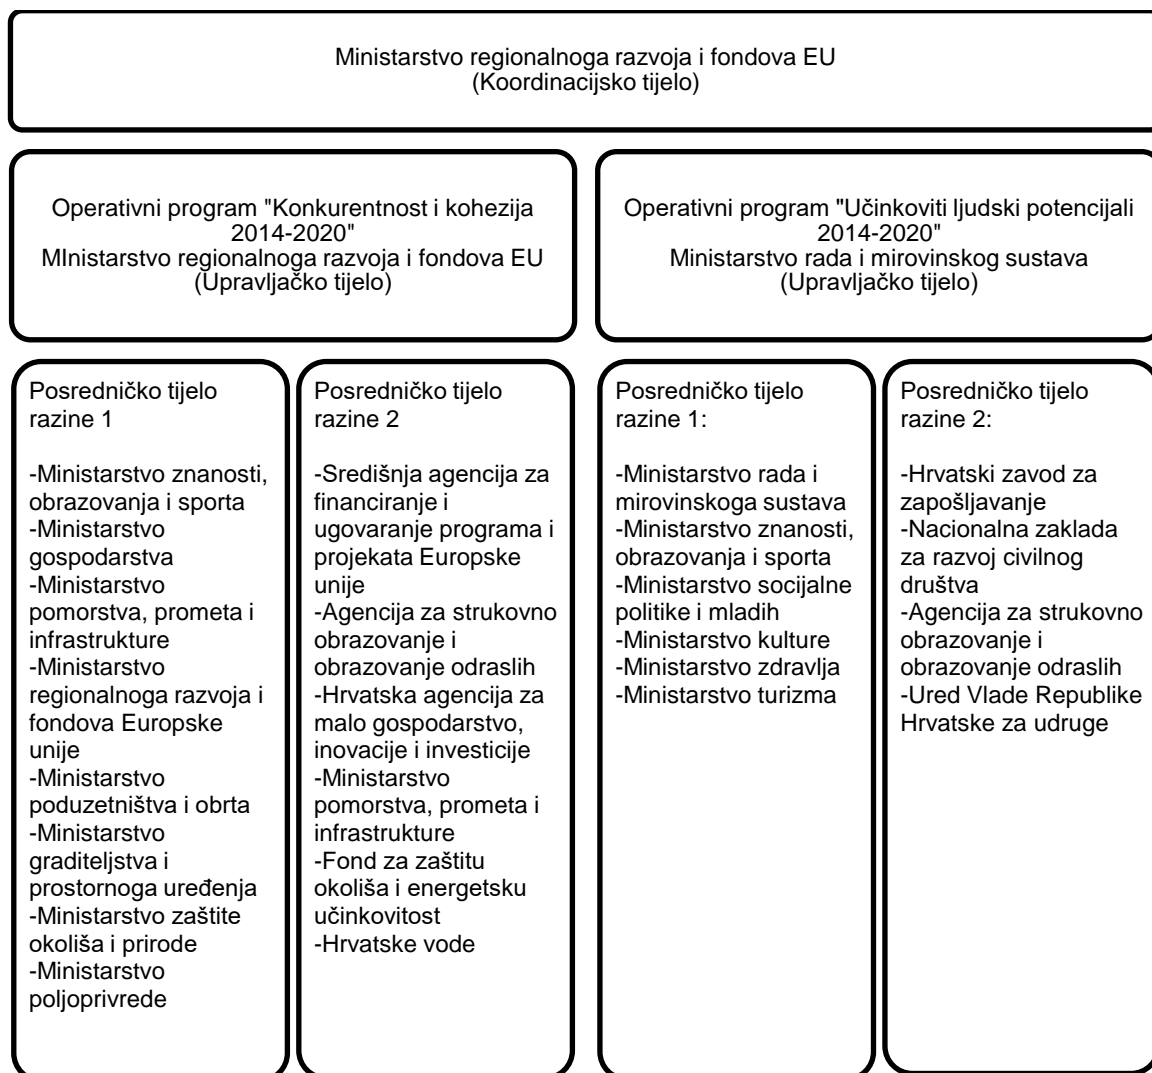 Ministarstvo regionalnoga razvoja i fondova EU
(Koordinacijsko tijelo)
Operativni program "Konkurentnost i kohezija
2014-2020"
MInistarstvo regionalnoga razvoja i fondova EU
(Upravljačko tijelo)
Operativni program "Učinkoviti ljudski potencijali
2014-2020"
Ministarstvo rada i mirovinskog sustava
(Upravljačko tijelo)
Posredničko tijelo
razine 1
-Ministarstvo znanosti,
obrazovanja i sporta
-Ministarstvo
gospodarstva
-Ministarstvo
pomorstva, prometa i
infrastrukture
-Ministarstvo
regionalnoga razvoja i
fondova Europske
unije
-Ministarstvo
poduzetništva i obrta
-Ministarstvo
graditeljstva i
prostornoga uređenja
-Ministarstvo zaštite
okoliša i prirode
-Ministarstvo
poljoprivrede
Posredničko tijelo
razine 2
-Središnja agencija za
financiranje i
ugovaranje programa i
projekata Europske
unije
-Agencija za strukovno
obrazovanje i
obrazovanje odraslih
-Hrvatska agencija za
malo gospodarstvo,
inovacije i investicije
-Ministarstvo
pomorstva, prometa i
infrastrukture
-Fond za zaštitu
okoliša i energetsku
učinkovitost
-Hrvatske vode
Posredničko tijelo
razine 1:
-Ministarstvo rada i
mirovinskoga sustava
-Ministarstvo znanosti,
obrazovanja i sporta
-Ministarstvo socijalne
politike i mladih
-Ministarstvo kulture
-Ministarstvo zdravlja
-Ministarstvo turizma
Posredničko tijelo
razine 2:
-Hrvatski zavod za
zapošljavanje
-Nacionalna zaklada
za razvoj civilnog
društva
-Agencija za strukovno
obrazovanje i
obrazovanje odraslih
-Ured Vlade Republike
Hrvatske za udruge